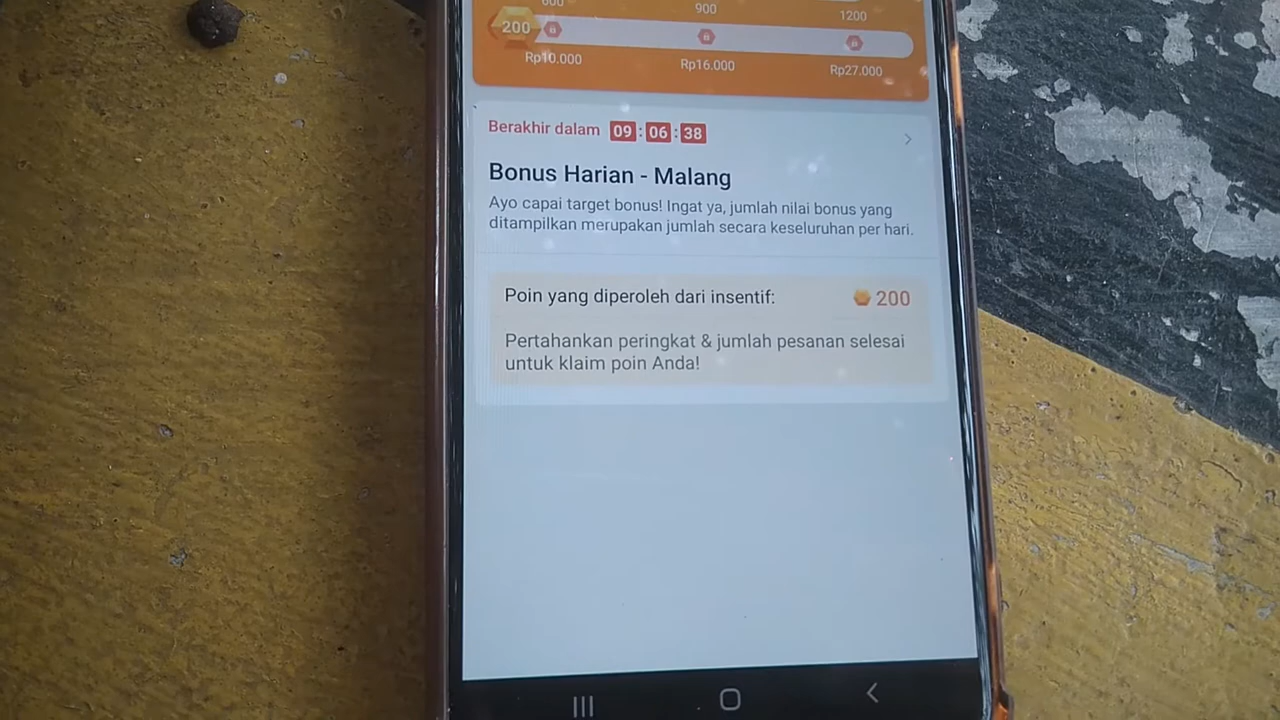 600 900 1200
200
Rp10.000 Rp16.000 Rp27.000
Berakhir dalam 09 : 06 : 38
Bonus Harian - Malang
Ayo capai target bonus! Ingat ya, jumlah nilai bonus yang
ditampilkan merupakan jumlah secara keseluruhan per hari.
Poin yang diperoleh dari insentif: 200
Pertahankan peringkat & jumlah pesanan selesai
untuk klaim poin Anda!